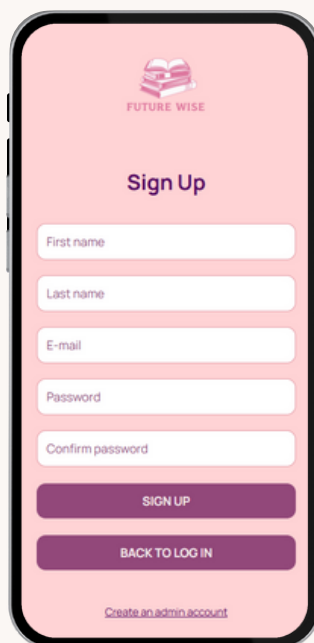 FUTURE WISE
Sign Up
First name
Last name
E-mail
Password
Confirm password
SIGN UP
BACK TO LOG IN
Create an admin account